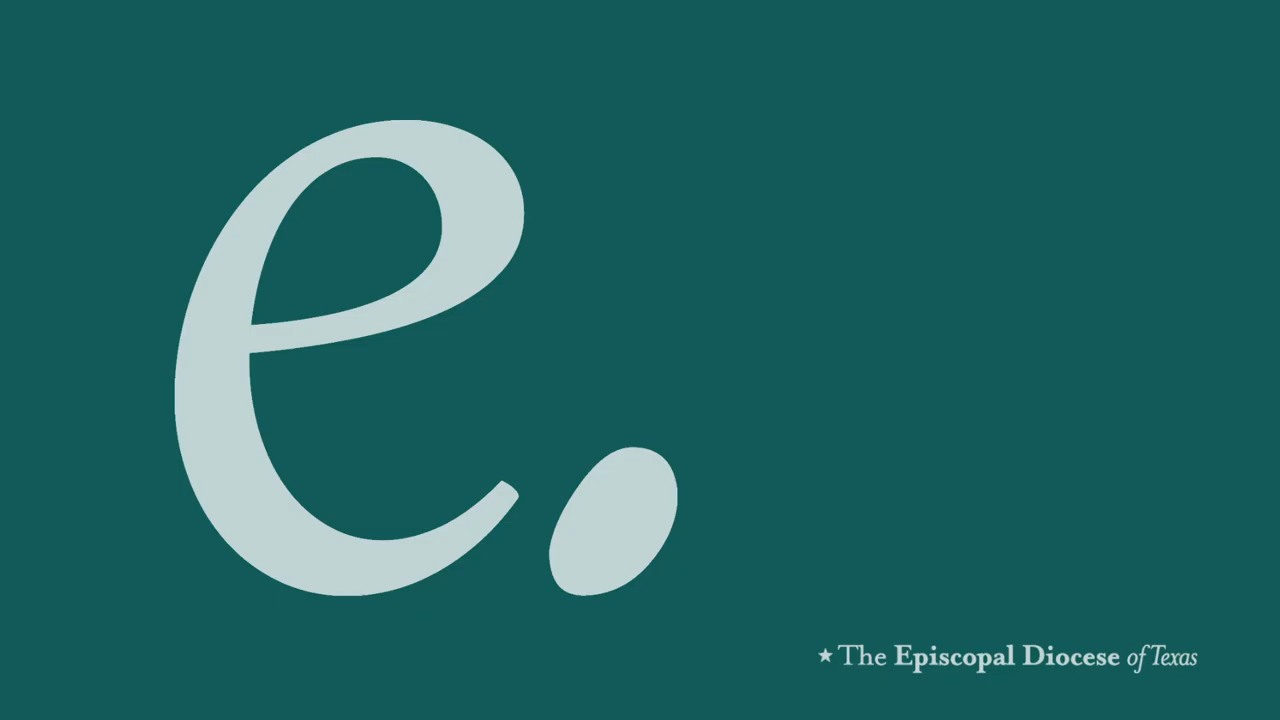 e.
★ The Episcopal Diocese of Texas